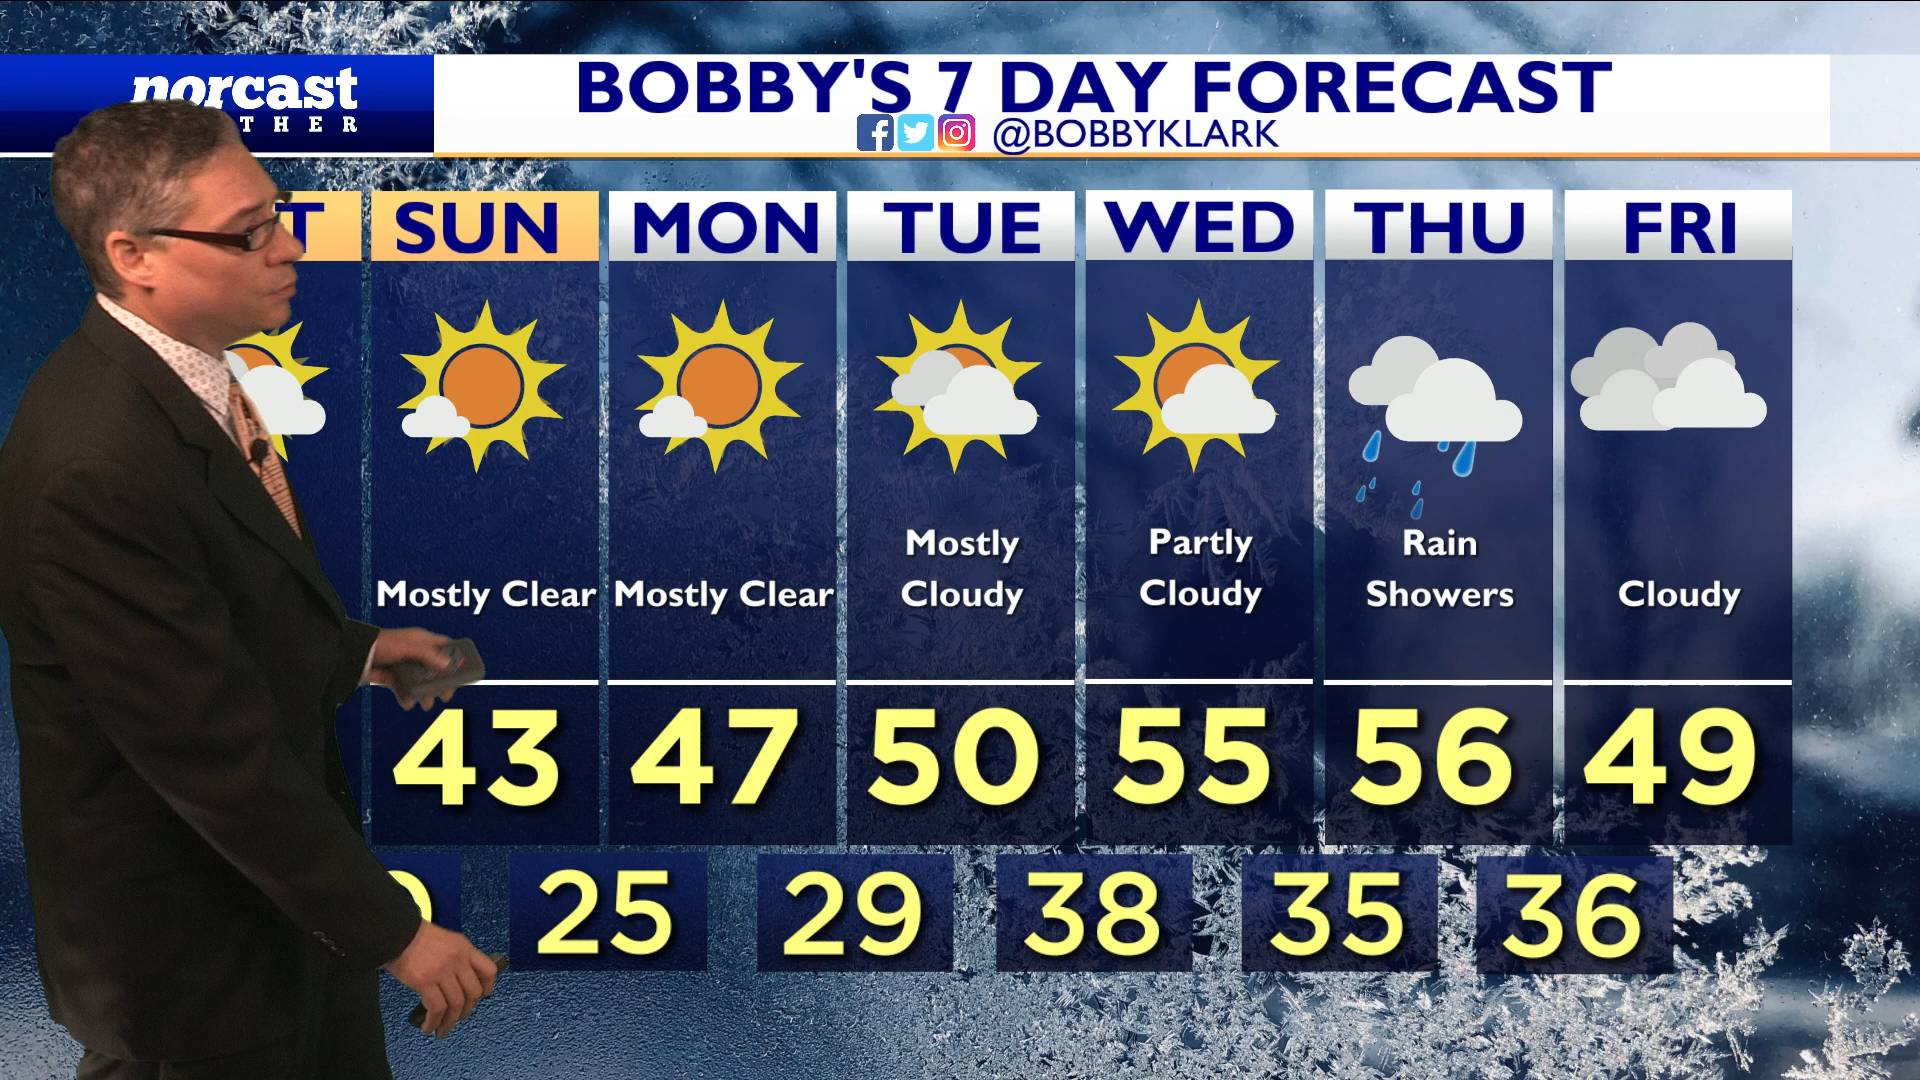 norcast
THER
BOBBY'S 7 DAY FORECAST
@BOBBYKLARK
T SUN MON TUE WED THU FRI
Mostly Clear
Mostly Clear
Mostly
Cloudy
Partly
Cloudy
Rain
Showers
Cloudy
43 47 50 55 56 49
25 29 38 35 36